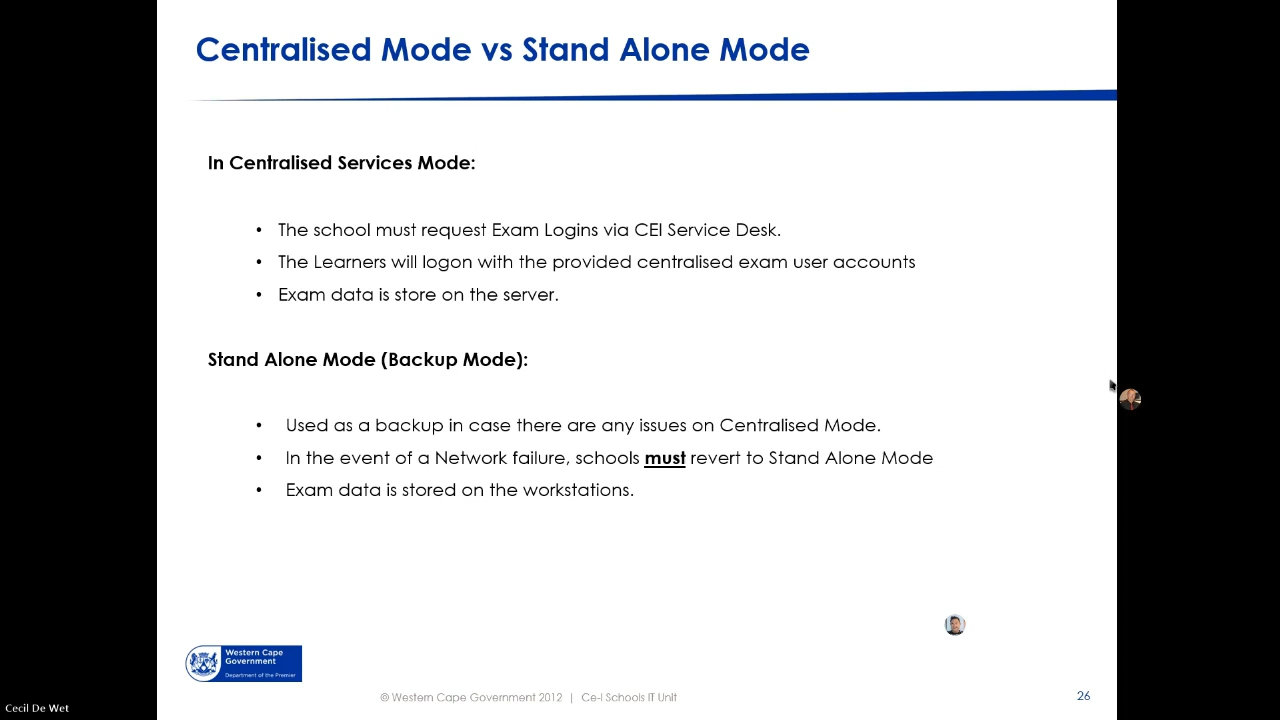 Centralised Mode vs Stand Alone Mode
In Centralised Services Mode:
• The school must request Exam Logins via CEI Service Desk.
• The Learners will logon with the provided centralised exam user accounts
• Exam data is store on the server.
Stand Alone Mode (Backup Mode):
• Used as a backup in case there are any issues on Centralised Mode.
• In the event of a Network failure, schools must revert to Stand Alone Mode
• Exam data is stored on the workstations.
Western Cape
Government
Department of the Premier
© Western Cape Government 2012 | Ce-I Schools IT Unit
26
Cecil De Wet